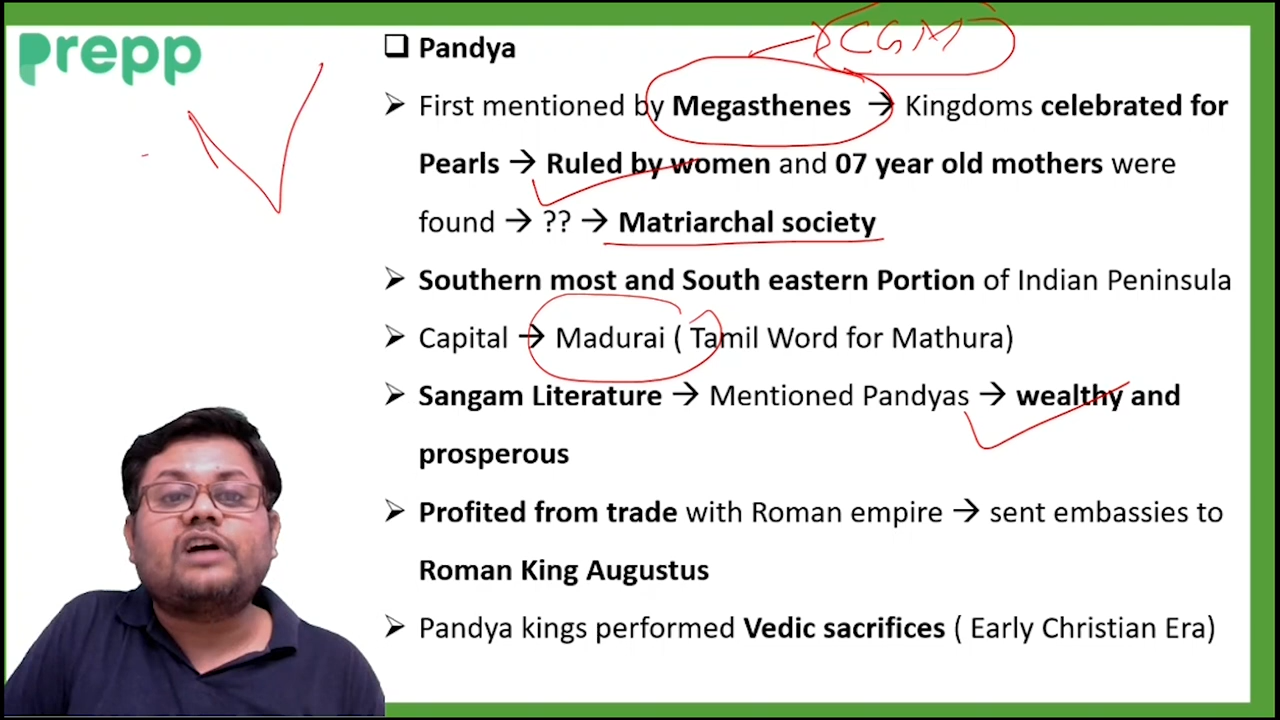 prepp
❑ Pandya
CGM
➢ First mentioned by Megasthenes → Kingdoms celebrated for
Pearls → Ruled by women and 07 year old mothers were
found → ?? → Matriarchal society
➢ Southern most and South eastern Portion of Indian Peninsula
➢ Capital → Madurai ( Tamil Word for Mathura)
➢ Sangam Literature → Mentioned Pandyas → wealthy and
prosperous
➢ Profited from trade with Roman empire → sent embassies to
Roman King Augustus
➢ Pandya kings performed Vedic sacrifices ( Early Christian Era)